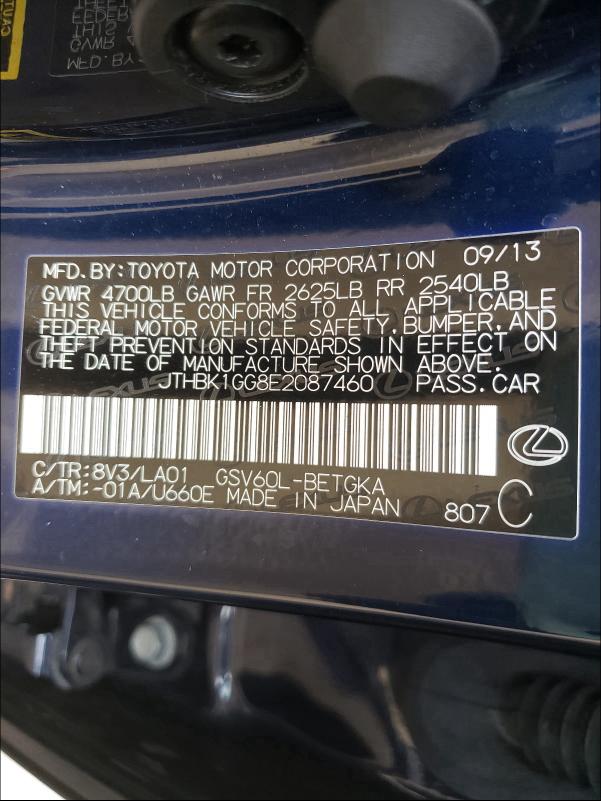 MFD.BY:TOYOTA MOTOR CORPORATION 09/13
GVWR 4700LB GAWR FR 2625LB RR 2540LB
THIS VEHICLE CONFORMS TO ALL APPLICABLE
FEDERAL MOTOR VEHICLE SAFETY,BUMPER,AND
THEFT PREVENTION STANDARDS IN EFFECT ON
THE DATE OF MANUFACTURE SHOWN ABOVE.
JTHBK1GG8E2087460 PASS.CAR
C/TR:8V3/LA01 GSV60L-BETGKA
A/TM:-01A/U660E MADE IN JAPAN 807 C